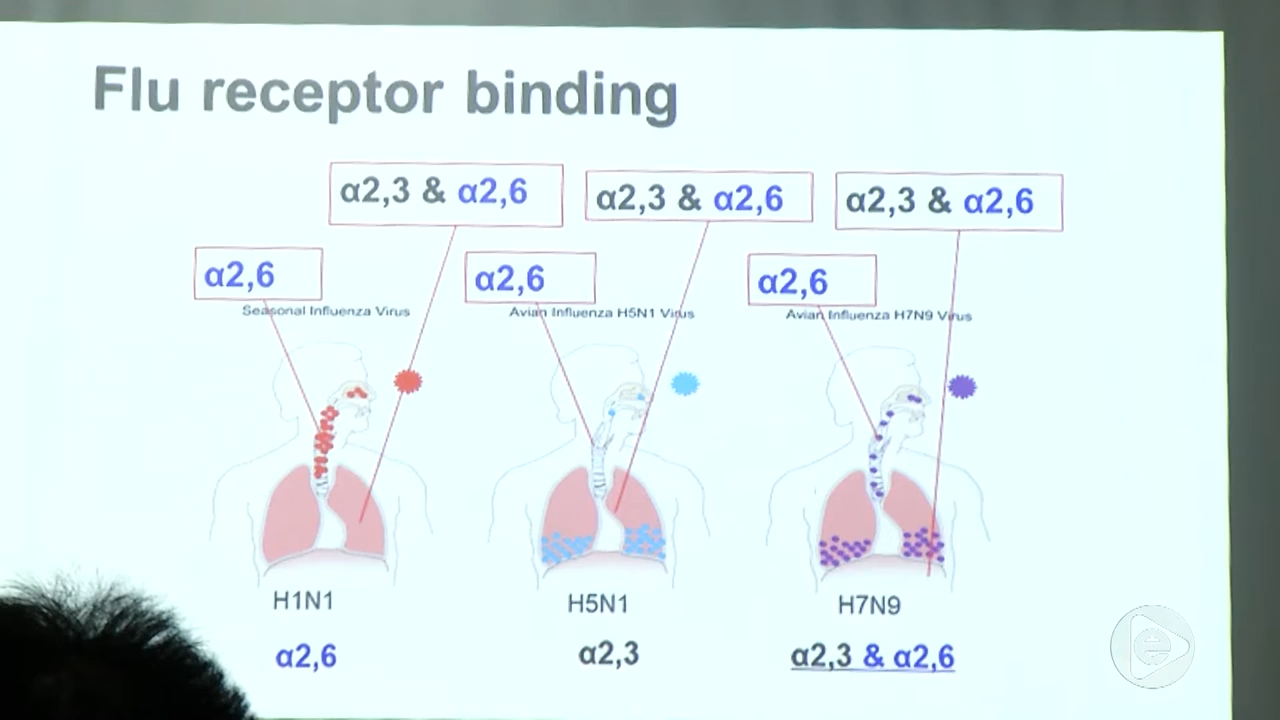 Flu receptor binding
α2,3 & α2,6
α2,3 & α2,6
α2,3 & α2,6
α2,6
α2,6
α2,6
Seasonal Influenza Virus
Avian Influenza H5N1 Virus
Avian Influenza H7N9 Virus
H1N1
H5N1
H7N9
α2,6
α2,3
α2,3 & α2,6
e